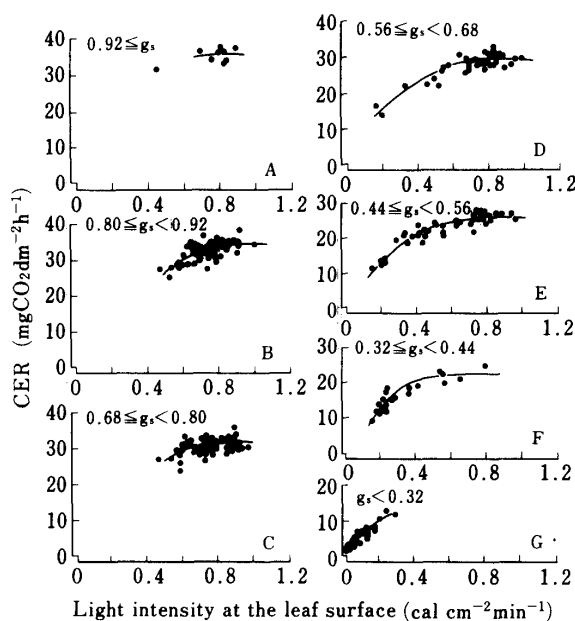 0.92≦gs
40
30
20
10
0
A
0 0.4 0.8 1.2
0.80≦gs<0.92
40
30
20
10
0
B
0 0.4 0.8 1.2
0.68≦gs<0.80
40
30
20
10
0
C
0 0.4 0.8 1.2
0.56≦gs<0.68
40
30
20
10
0
D
0 0.4 0.8 1.2
0.44≦gs<0.56
30
20
10
0
E
0 0.4 0.8 1.2
0.32≦gs<0.44
30
20
10
0
F
0 0.4 0.8 1.2
gs<0.32
20
10
0
G
0 0.4 0.8 1.2
CER (mgCO₂dm⁻²h⁻¹)
Light intensity at the leaf surface (cal cm⁻²min⁻¹)